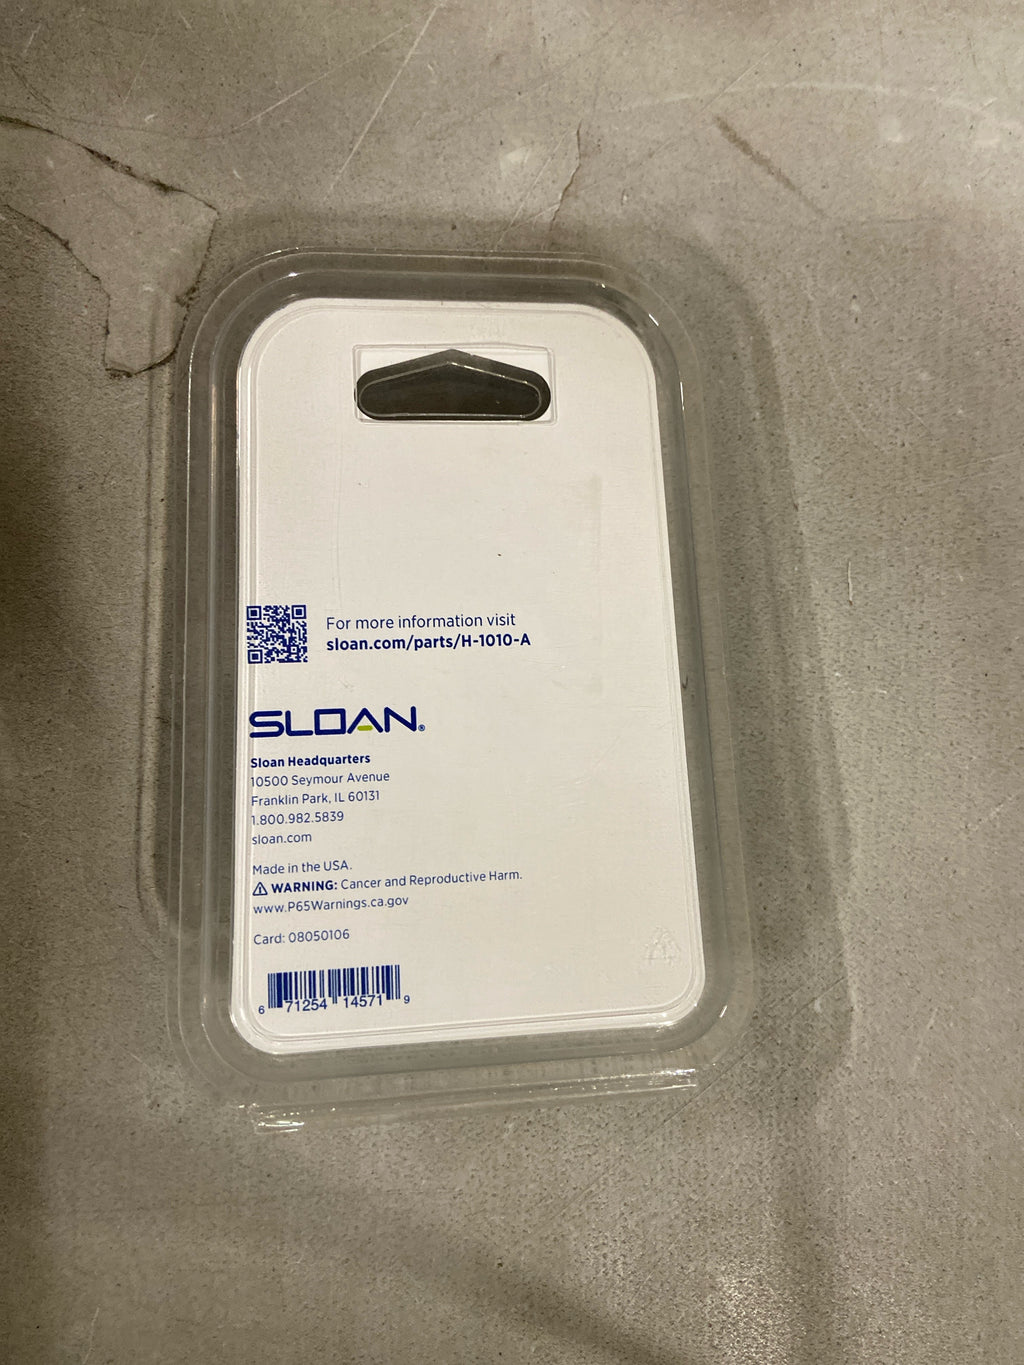 For more information visit
sloan.com/parts/H-1010-A
SLOAN®
Sloan Headquarters
10500 Seymour Avenue
Franklin Park, IL 60131
1.800.982.5839
sloan.com
Made in the USA.
⚠ WARNING: Cancer and Reproductive Harm.
www.P65Warnings.ca.gov
Card: 08050106
6 71254 14571 9